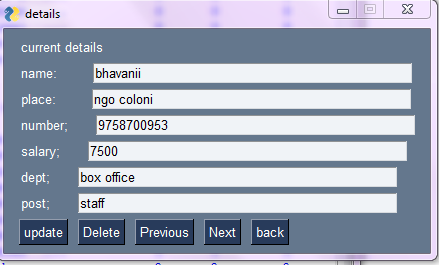 details
current details
name: bhavanii
place: ngo coloni
number; 9758700953
salary; 7500
dept; box office
post; staff
update Delete Previous Next back